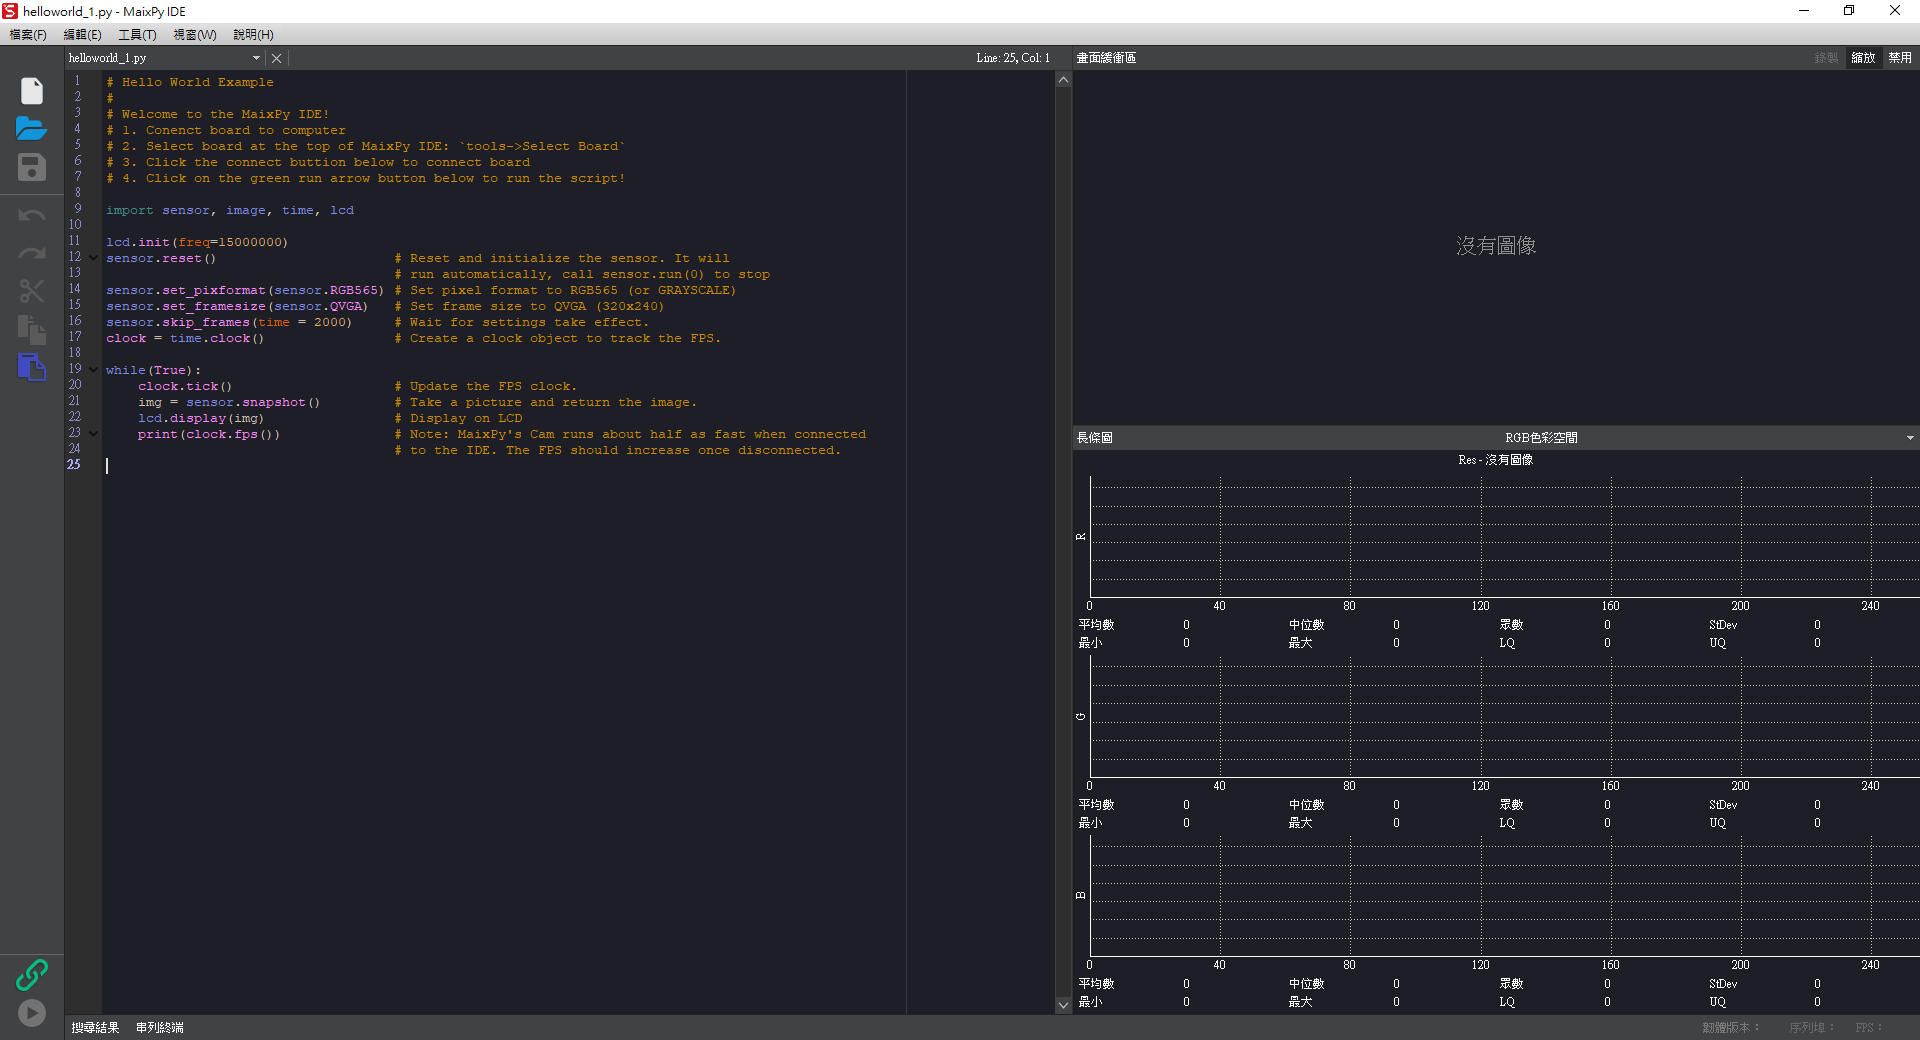 helloworld_1.py - MaixPy IDE
檔案(F) 編輯(E) 工具(T) 視窗(W) 說明(H)
helloworld_1.py Line: 25, Col: 1
1 # Hello World Example
2 #
3 # Welcome to the MaixPy IDE!
4 # 1. Conenct board to computer
5 # 2. Select board at the top of MaixPy IDE: `tools->Select Board`
6 # 3. Click the connect buttion below to connect board
7 # 4. Click on the green run arrow button below to run the script!
8
9 import sensor, image, time, lcd
10
11 lcd.init(freq=15000000)
12 sensor.reset() # Reset and initialize the sensor. It will
13 # run automatically, call sensor.run(0) to stop
14 sensor.set_pixformat(sensor.RGB565) # Set pixel format to RGB565 (or GRAYSCALE)
15 sensor.set_framesize(sensor.QVGA) # Set frame size to QVGA (320x240)
16 sensor.skip_frames(time = 2000) # Wait for settings take effect.
17 clock = time.clock() # Create a clock object to track the FPS.
18
19 while(True):
20 clock.tick() # Update the FPS clock.
21 img = sensor.snapshot() # Take a picture and return the image.
22 lcd.display(img) # Display on LCD
23 print(clock.fps()) # Note: MaixPy's Cam runs about half as fast when connected
24 # to the IDE. The FPS should increase once disconnected.
25
畫面緩衝區 錄製 縮放 禁用
沒有圖像
長條圖 RGB色彩空間
Res - 沒有圖像
R
0 40 80 120 160 200 240
平均數 0 中位數 0 眾數 0 StDev 0
最小 0 最大 0 LQ 0 UQ 0
G
0 40 80 120 160 200 240
平均數 0 中位數 0 眾數 0 StDev 0
最小 0 最大 0 LQ 0 UQ 0
B
0 40 80 120 160 200 240
平均數 0 中位數 0 眾數 0 StDev 0
最小 0 最大 0 LQ 0 UQ 0
搜尋結果 串列終端 韌體版本： 序列埠： FPS：